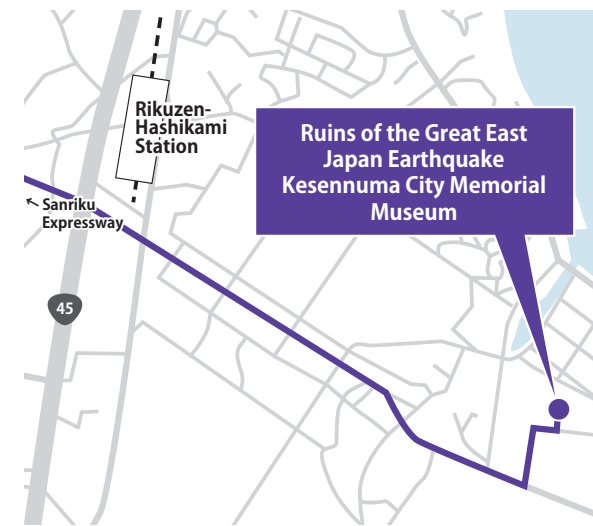 Rikuzen-
Hashikami
Station
Ruins of the Great East
Japan Earthquake
Kesennuma City Memorial
Museum
← Sanriku
Expressway
45